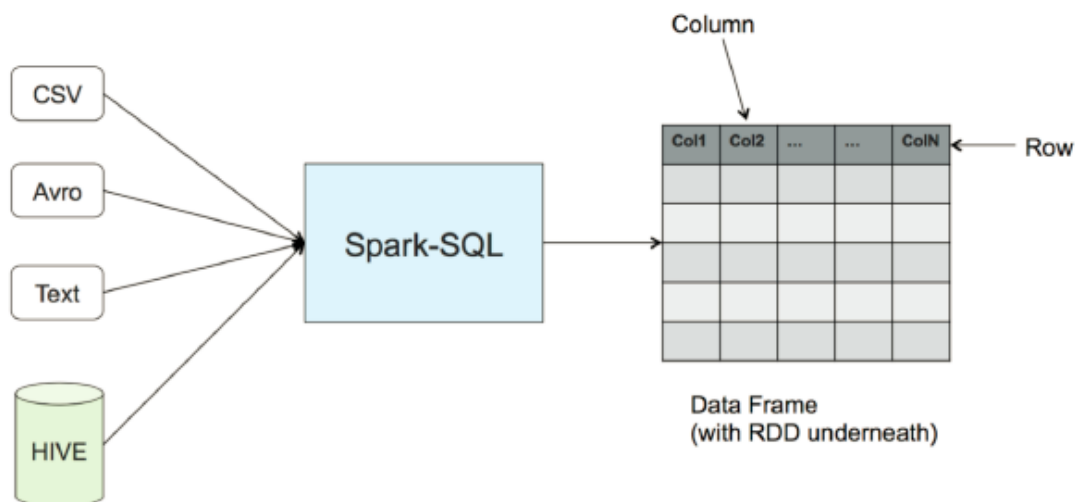 Column
CSV
Col1 Col2 ... ... ColN
Row
Avro
Spark-SQL
Text
Data Frame
(with RDD underneath)
HIVE